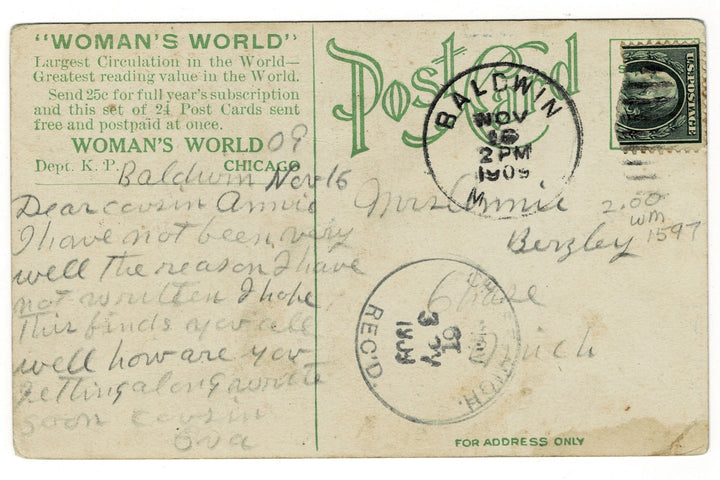 "WOMAN'S WORLD"
Largest Circulation in the World—
Greatest reading value in the World.
Send 25c for full year's subscription
and this set of 24 Post Cards sent
free and postpaid at once.
WOMAN'S WORLD
Dept. K. P. CHICAGO
09
Baldwin Nov 16
Dear cousin Annie
I have not been very
well the reason I have
not written I hope
This finds you all
well how are you
getting along write
soon cousin
Post Card
BALDWIN
NOV
16
2 PM
1909
M
U.S. POSTAGE
Mrs Annie
2.00
WM
1597
Chase
Mich
REC'D.
MICH.
FOR ADDRESS ONLY